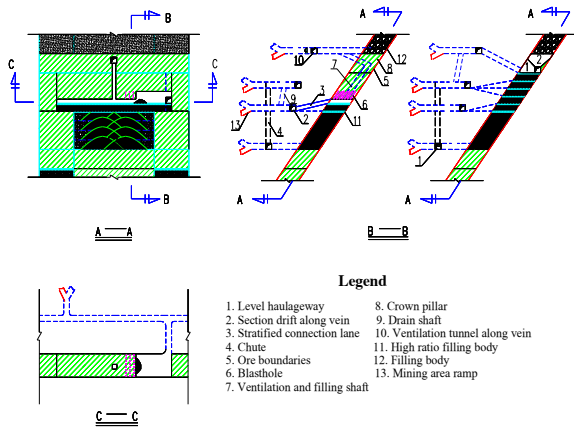 B
A
A
C
C
10
7
12
8
5
1
2
3
9
13
4
2
6
11
1
B
A
A
A — A
B — B
Legend
1. Level haulageway
2. Section drift along vein
3. Stratified connection lane
4. Chute
5. Ore boundaries
6. Blasthole
7. Ventilation and filling shaft
8. Crown pillar
9. Drain shaft
10. Ventilation tunnel along vein
11. High ratio filling body
12. Filling body
13. Mining area ramp
C — C